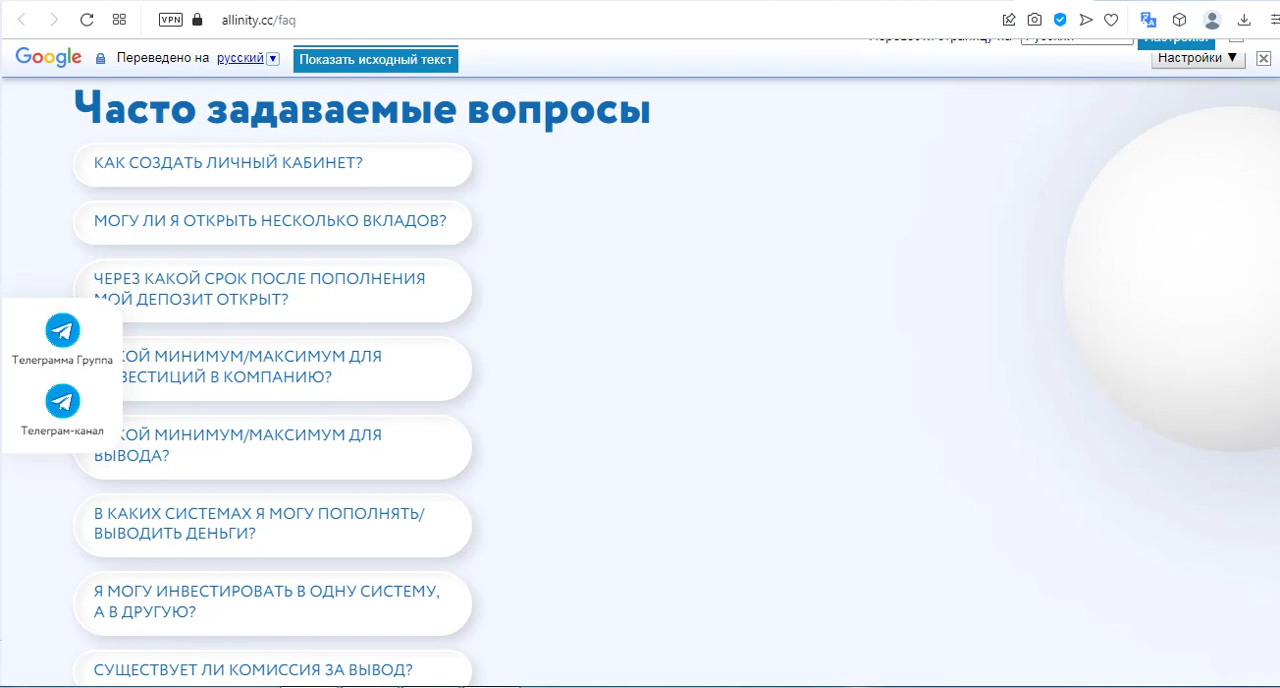 VPN allinity.cc/faq
Google Переведено на русский Показать исходный текст Настройки ▼
Часто задаваемые вопросы
КАК СОЗДАТЬ ЛИЧНЫЙ КАБИНЕТ?
МОГУ ЛИ Я ОТКРЫТЬ НЕСКОЛЬКО ВКЛАДОВ?
ЧЕРЕЗ КАКОЙ СРОК ПОСЛЕ ПОПОЛНЕНИЯ
МОЙ ДЕПОЗИТ ОТКРЫТ?
Телеграмма Группа
Телеграм-канал
КОЙ МИНИМУМ/МАКСИМУМ ДЛЯ
ВЕСТИЦИЙ В КОМПАНИЮ?
КОЙ МИНИМУМ/МАКСИМУМ ДЛЯ
ВЫВОДА?
В КАКИХ СИСТЕМАХ Я МОГУ ПОПОЛНЯТЬ/
ВЫВОДИТЬ ДЕНЬГИ?
Я МОГУ ИНВЕСТИРОВАТЬ В ОДНУ СИСТЕМУ,
А В ДРУГУЮ?
СУЩЕСТВУЕТ ЛИ КОМИССИЯ ЗА ВЫВОД?